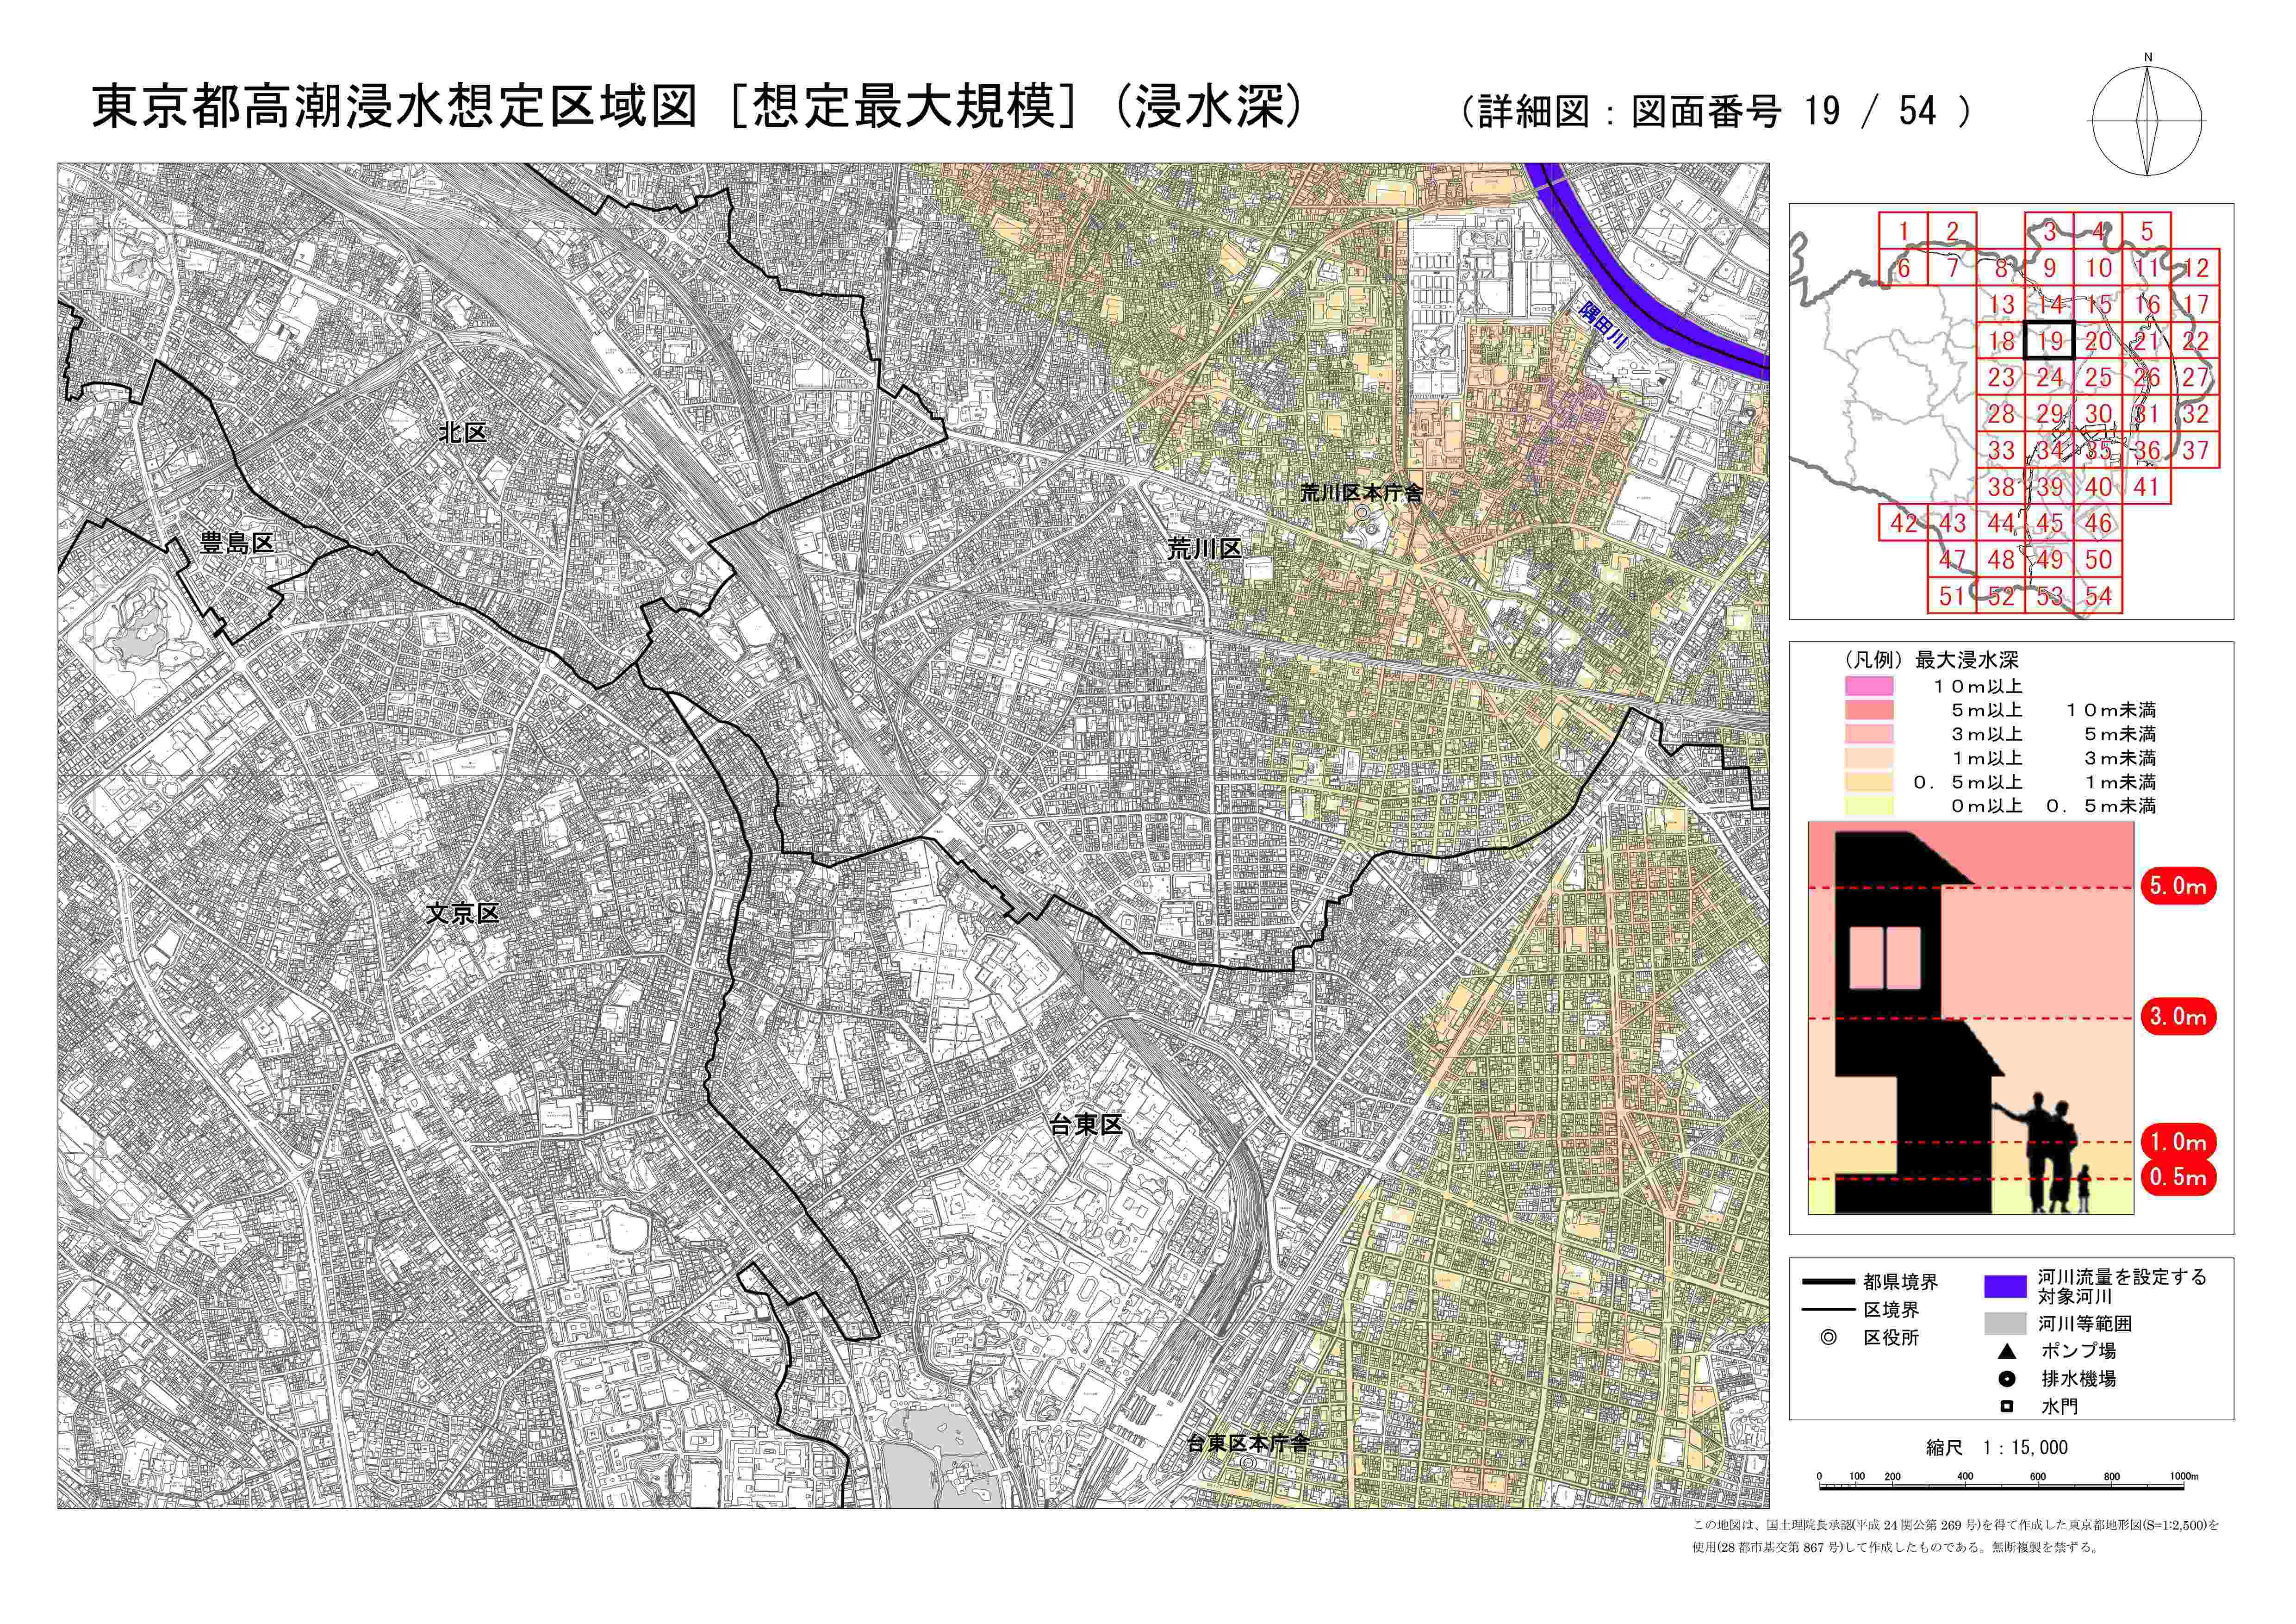 東京都高潮浸水想定区域図［想定最大規模］（浸水深）
（詳細図：図面番号 19 / 54 ）
N
1 2 3 4 5
6 7 8 9 10 11 12
13 14 15 16 17
18 19 20 21 22
23 24 25 26 27
28 29 30 31 32
33 34 35 36 37
38 39 40 41
42 43 44 45 46
47 48 49 50
51 52 53 54
隅田川
北区
荒川区本庁舎
豊島区
荒川区
文京区
台東区
台東区本庁舎
（凡例）最大浸水深
１０ｍ以上
５ｍ以上 １０ｍ未満
３ｍ以上 ５ｍ未満
１ｍ以上 ３ｍ未満
０．５ｍ以上 １ｍ未満
０ｍ以上 ０．５ｍ未満
5.0m
3.0m
1.0m
0.5m
都県境界
区境界
区役所
河川流量を設定する
対象河川
河川等範囲
ポンプ場
排水機場
水門
縮尺 1：15,000
0 100 200 400 600 800 1000m
この地図は、国土地理院長承認(平成 24 関公第 269 号)を得て作成した東京都地形図(S=1:2,500)を
使用(28 都市基交第 867 号)して作成したものである。無断複製を禁ずる。